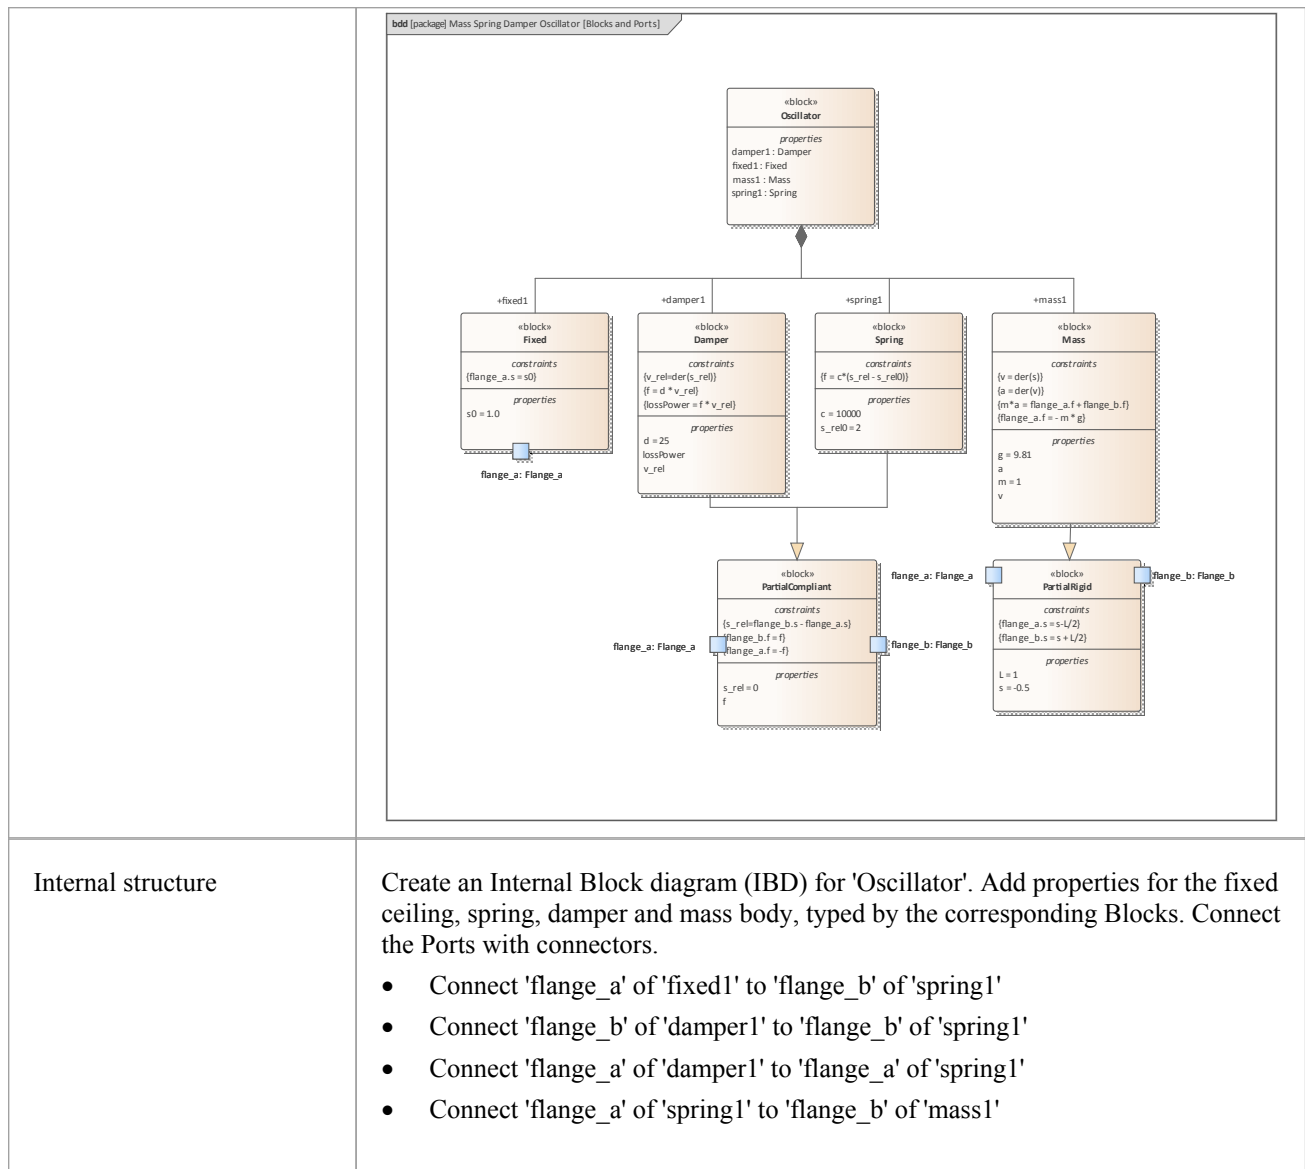 bdd [package] Mass Spring Damper Oscillator [Blocks and Ports]
«block»
Oscillator
properties
damper1 : Damper
fixed1 : Fixed
mass1 : Mass
spring1 : Spring
+fixed1
+damper1
+spring1
+mass1
«block»
Fixed
constraints
{flange_a.s = s0}
properties
s0 = 1.0
flange_a: Flange_a
«block»
Damper
constraints
{v_rel=der(s_rel)}
{f = d * v_rel}
{lossPower = f * v_rel}
properties
d = 25
lossPower
v_rel
«block»
Spring
constraints
{f = c*(s_rel - s_rel0)}
properties
c = 10000
s_rel0 = 2
«block»
Mass
constraints
{v = der(s)}
{a = der(v)}
{m*a = flange_a.f + flange_b.f}
{flange_a.f = - m * g}
properties
g = 9.81
a
m = 1
v
«block»
PartialCompliant
constraints
{s_rel=flange_b.s - flange_a.s}
{flange_b.f = f}
{flange_a.f = -f}
properties
s_rel = 0
f
flange_a: Flange_a
flange_b: Flange_b
flange_a: Flange_a
«block»
PartialRigid
constraints
{flange_a.s = s-L/2}
{flange_b.s = s + L/2}
properties
L = 1
s = -0.5
flange_b: Flange_b
Internal structure
Create an Internal Block diagram (IBD) for 'Oscillator'. Add properties for the fixed
ceiling, spring, damper and mass body, typed by the corresponding Blocks. Connect
the Ports with connectors.
• Connect 'flange_a' of 'fixed1' to 'flange_b' of 'spring1'
• Connect 'flange_b' of 'damper1' to 'flange_b' of 'spring1'
• Connect 'flange_a' of 'damper1' to 'flange_a' of 'spring1'
• Connect 'flange_a' of 'spring1' to 'flange_b' of 'mass1'